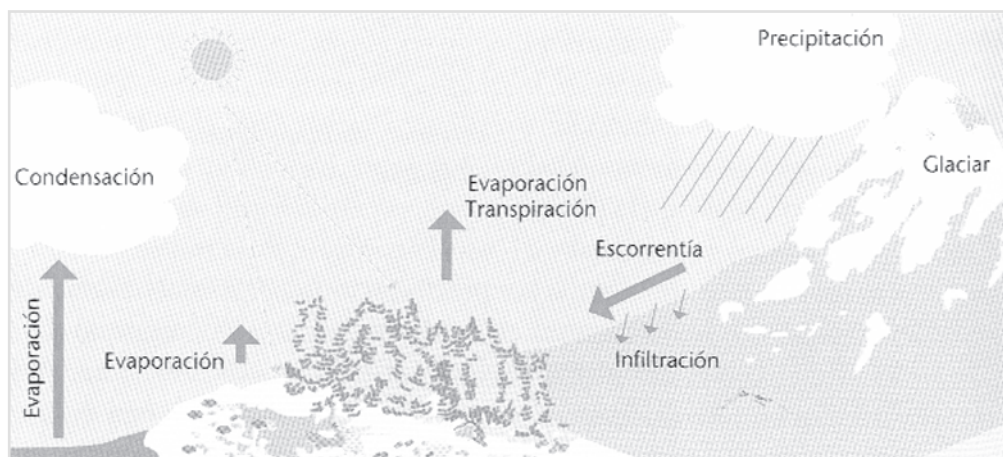 Precipitación
Condensación
Glaciar
Evaporación
Transpiración
Escorrentía
Evaporación
Evaporación
Infiltración